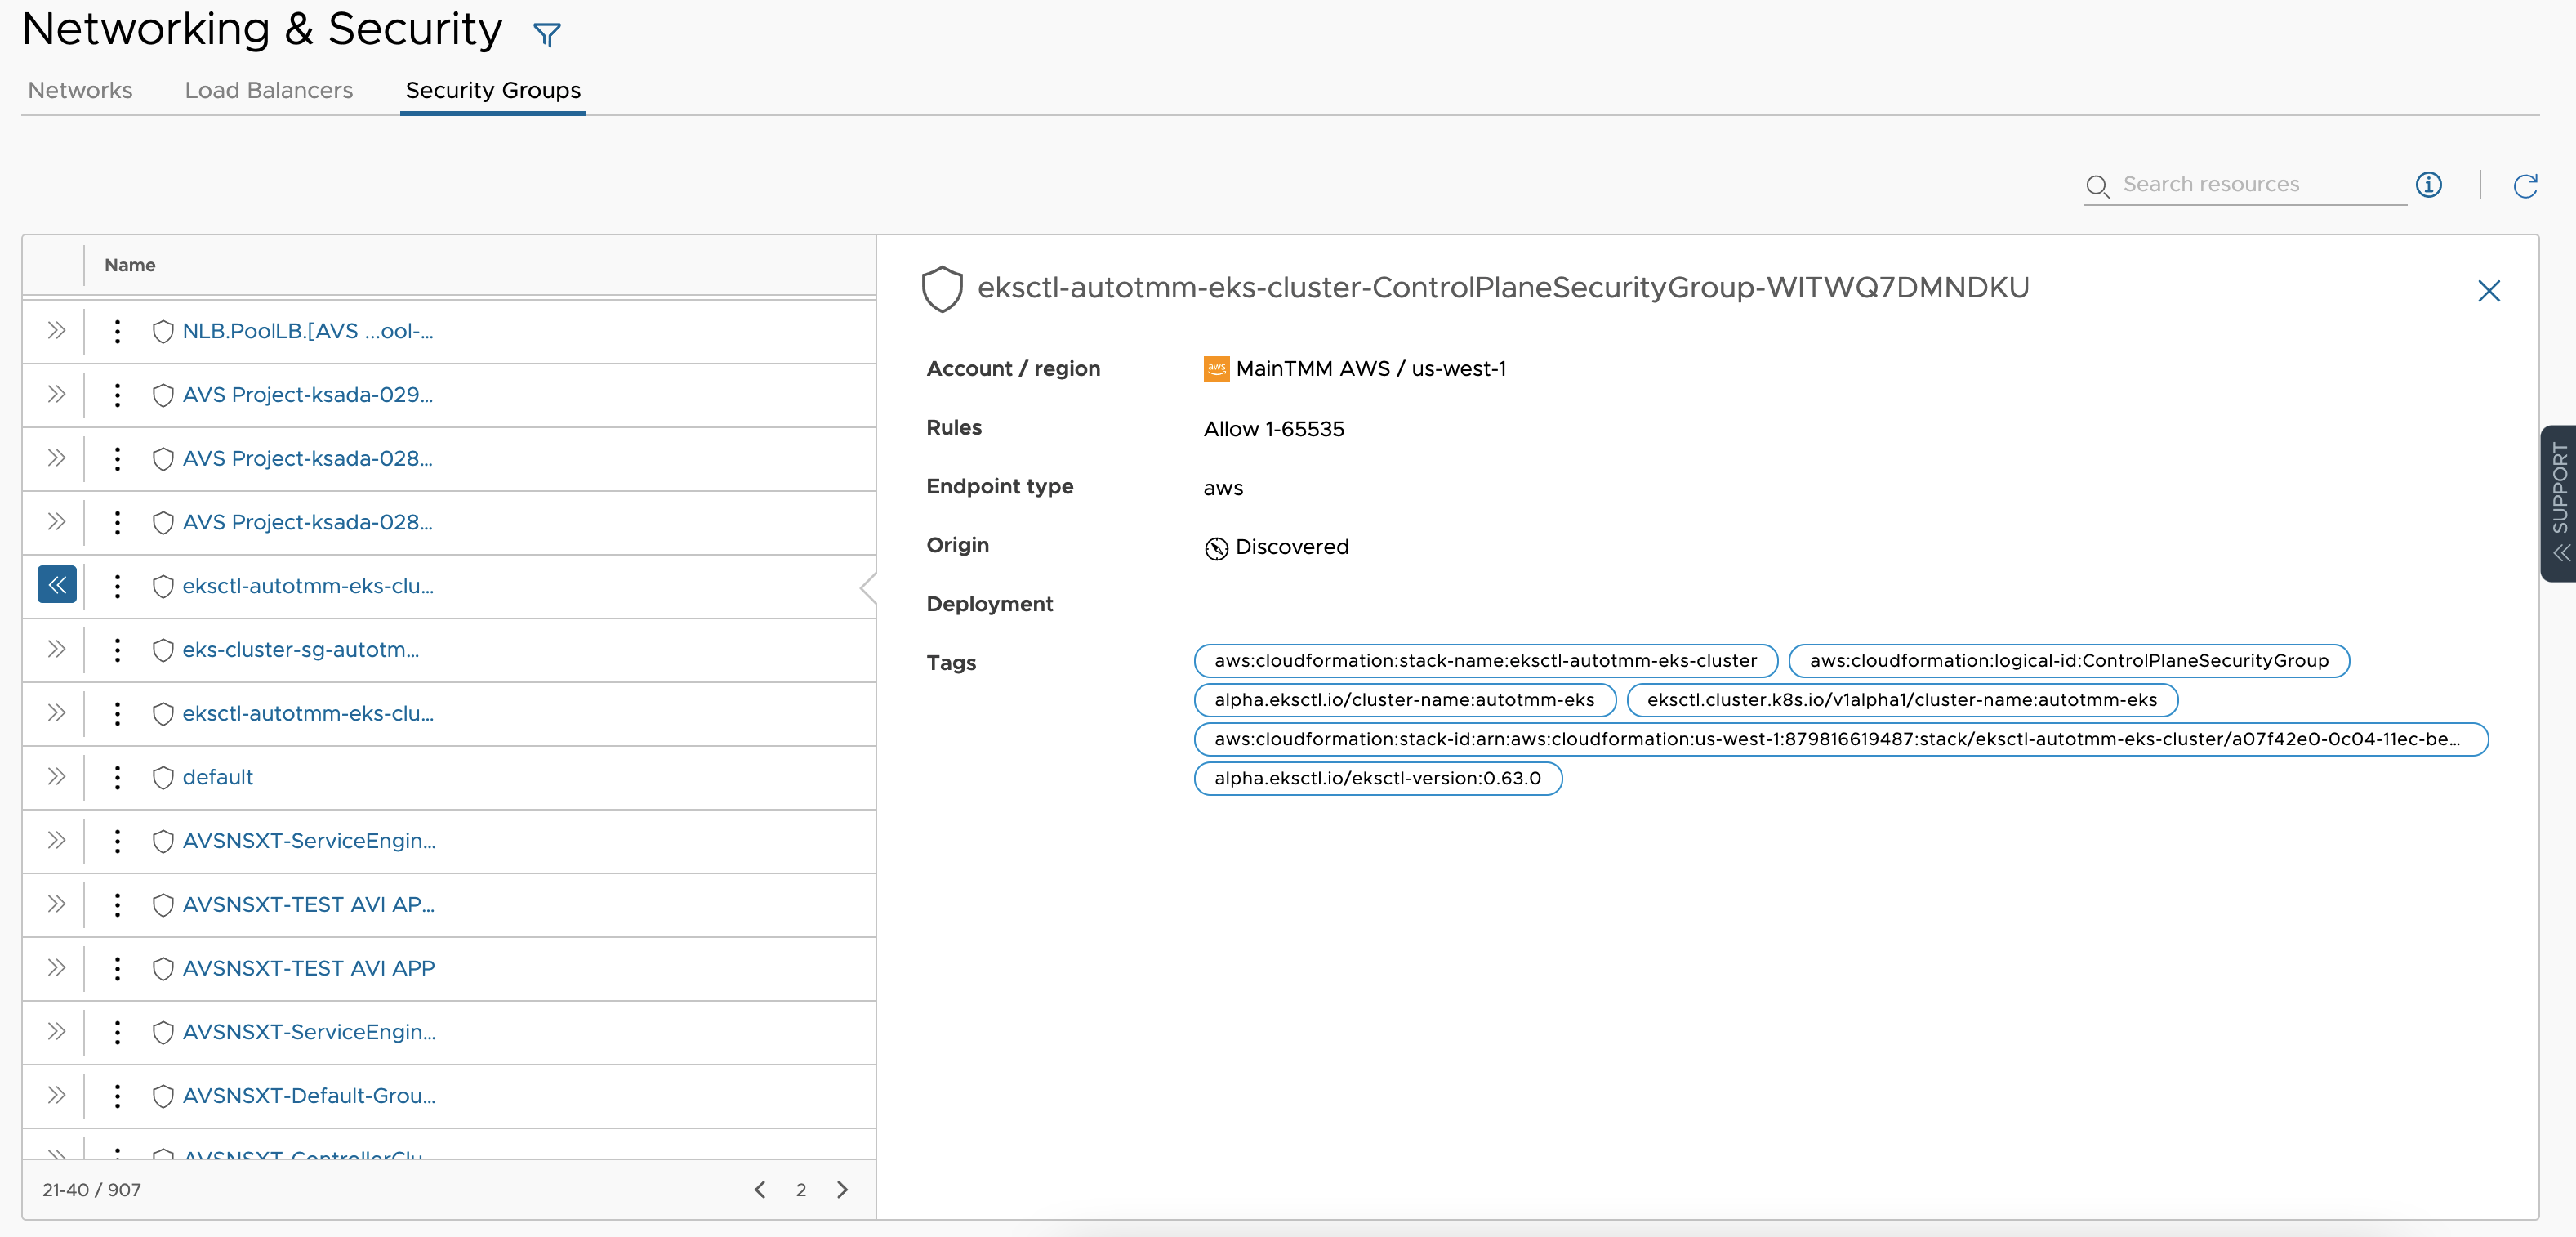 Networking & Security
Networks
Load Balancers
Security Groups
Search resources
Name
NLB.PoolLB.[AVS ...ool-...
AVS Project-ksada-029...
AVS Project-ksada-028...
AVS Project-ksada-028...
eksctl-autotmm-eks-clu...
eks-cluster-sg-autotm...
eksctl-autotmm-eks-clu...
default
AVSNSXT-ServiceEngin...
AVSNSXT-TEST AVI AP...
AVSNSXT-TEST AVI APP
AVSNSXT-ServiceEngin...
AVSNSXT-Default-Grou...
AVSNSXT-ControllerClu...
21-40 / 907
2
eksctl-autotmm-eks-cluster-ControlPlaneSecurityGroup-WITWQ7DMNDKU
Account / region
aws
MainTMM AWS / us-west-1
Rules
Allow 1-65535
Endpoint type
aws
Origin
Discovered
Deployment
Tags
aws:cloudformation:stack-name:eksctl-autotmm-eks-cluster
aws:cloudformation:logical-id:ControlPlaneSecurityGroup
alpha.eksctl.io/cluster-name:autotmm-eks
eksctl.cluster.k8s.io/v1alpha1/cluster-name:autotmm-eks
aws:cloudformation:stack-id:arn:aws:cloudformation:us-west-1:879816619487:stack/eksctl-autotmm-eks-cluster/a07f42e0-0c04-11ec-be...
alpha.eksctl.io/eksctl-version:0.63.0
SUPPORT